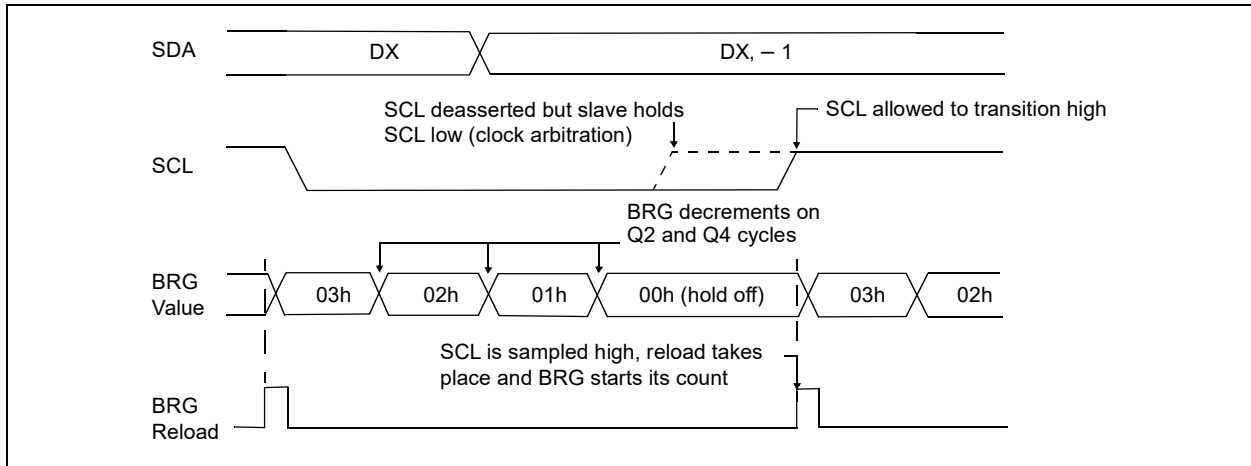 SDA
DX
DX, – 1
SCL deasserted but slave holds
SCL low (clock arbitration)
SCL allowed to transition high
SCL
BRG decrements on
Q2 and Q4 cycles
BRG
Value
03h
02h
01h
00h (hold off)
03h
02h
SCL is sampled high, reload takes
place and BRG starts its count
BRG
Reload